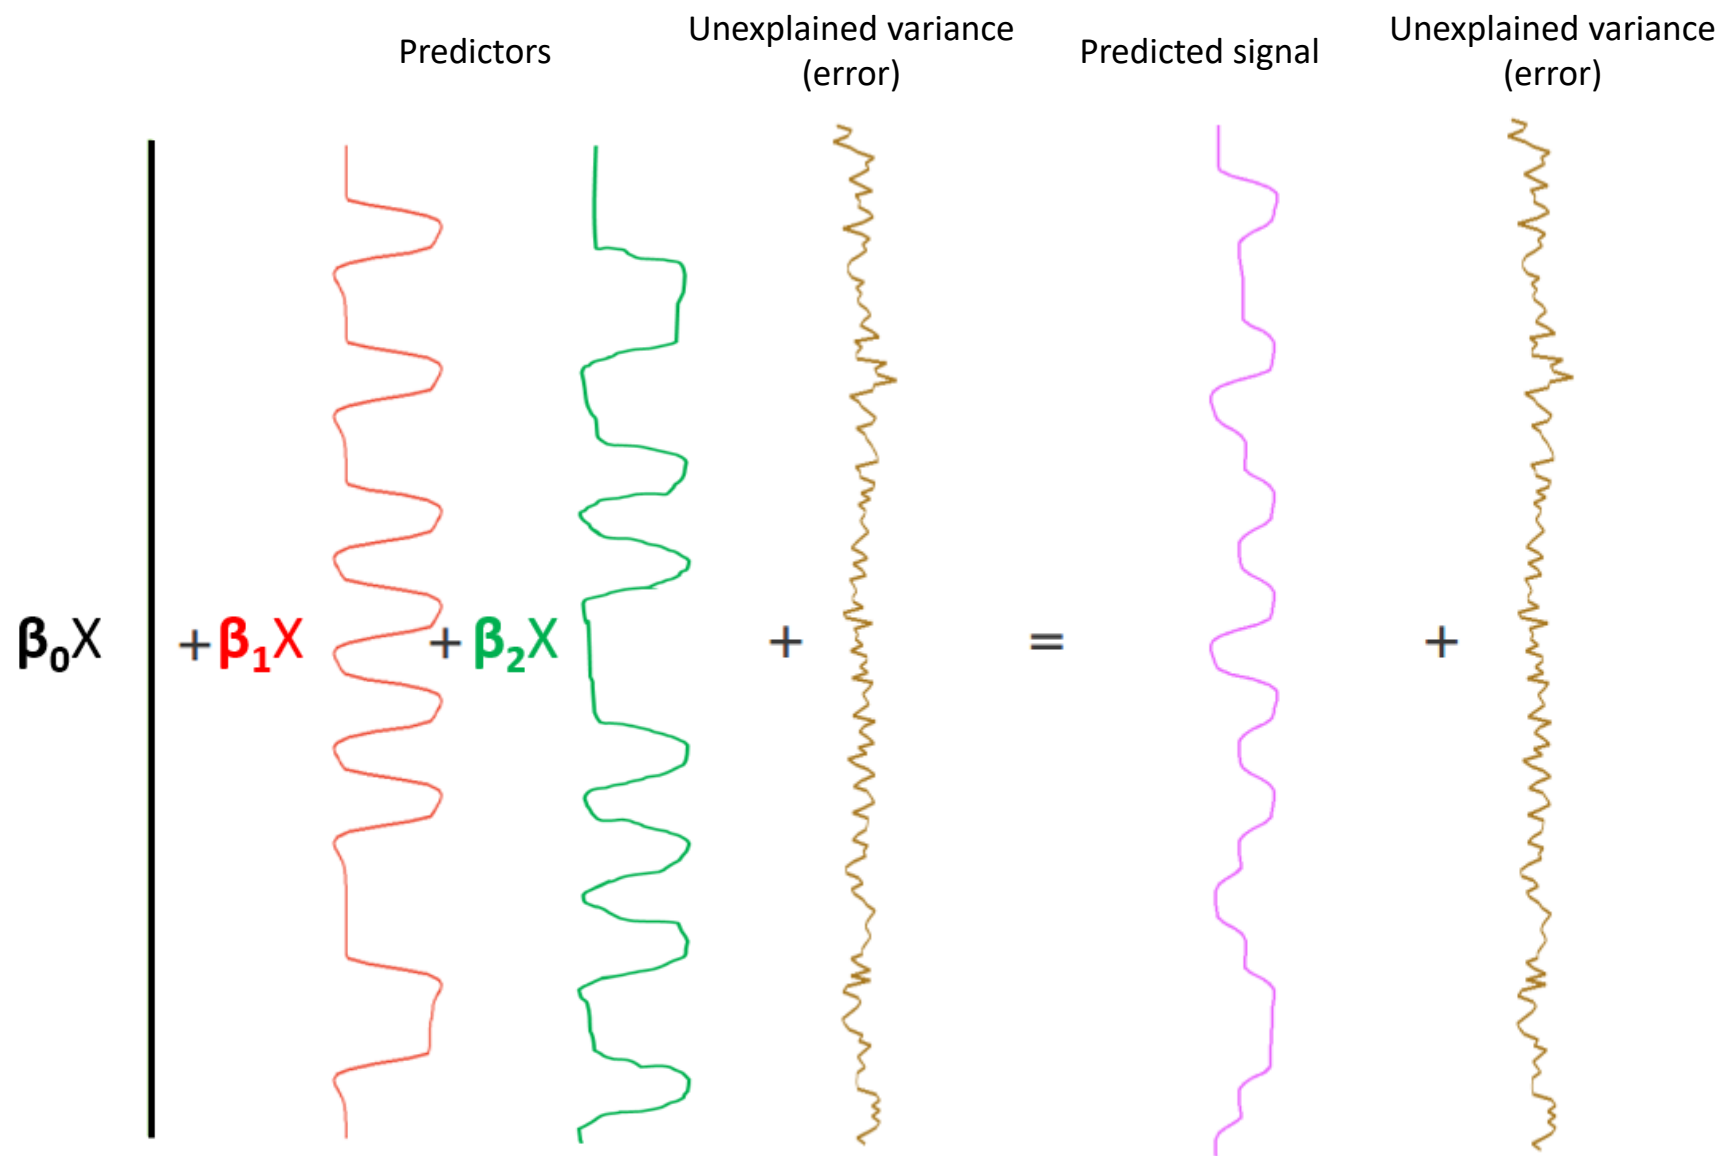 Predictors
Unexplained variance
(error)
Predicted signal
Unexplained variance
(error)
β₀X +β₁X + β₂X + = +